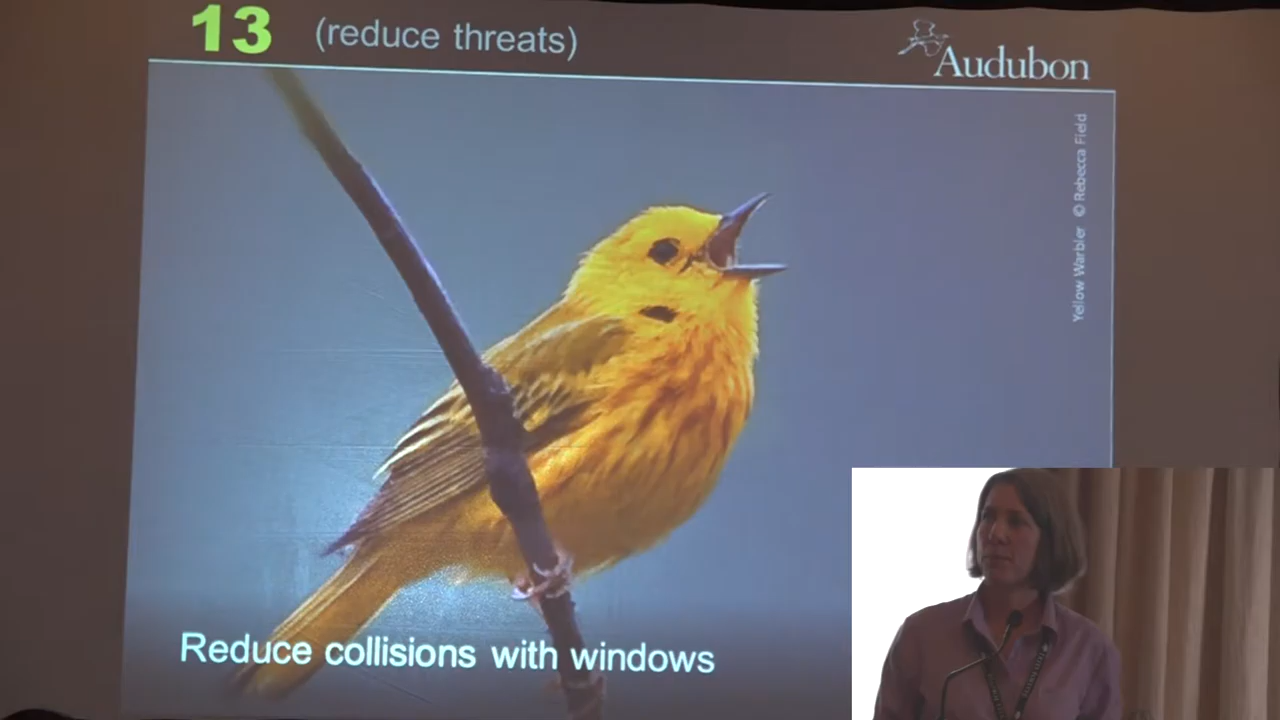 13 (reduce threats)
Audubon
Yellow Warbler © Rebecca Field
Reduce collisions with windows